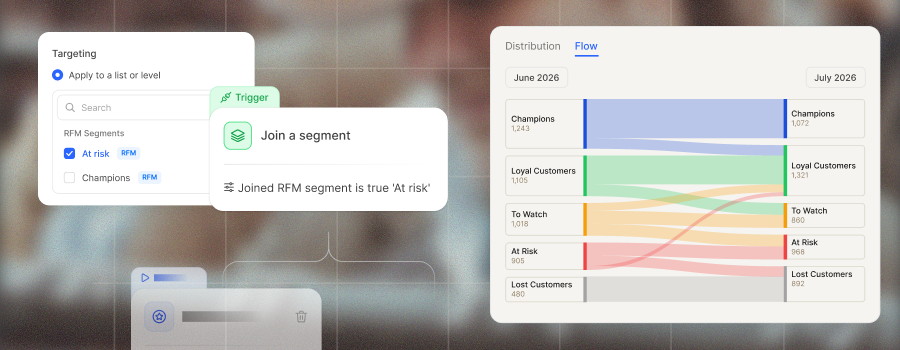 Targeting
Apply to a list or level
Search
RFM Segments
At risk RFM
Champions RFM
Trigger
Join a segment
Joined RFM segment is true 'At risk'
Distribution Flow
June 2026 July 2026
Champions
1,243
Loyal Customers
1,105
To Watch
1,018
At Risk
905
Lost Customers
480
Champions
1,072
Loyal Customers
1,321
To Watch
860
At Risk
968
Lost Customers
892